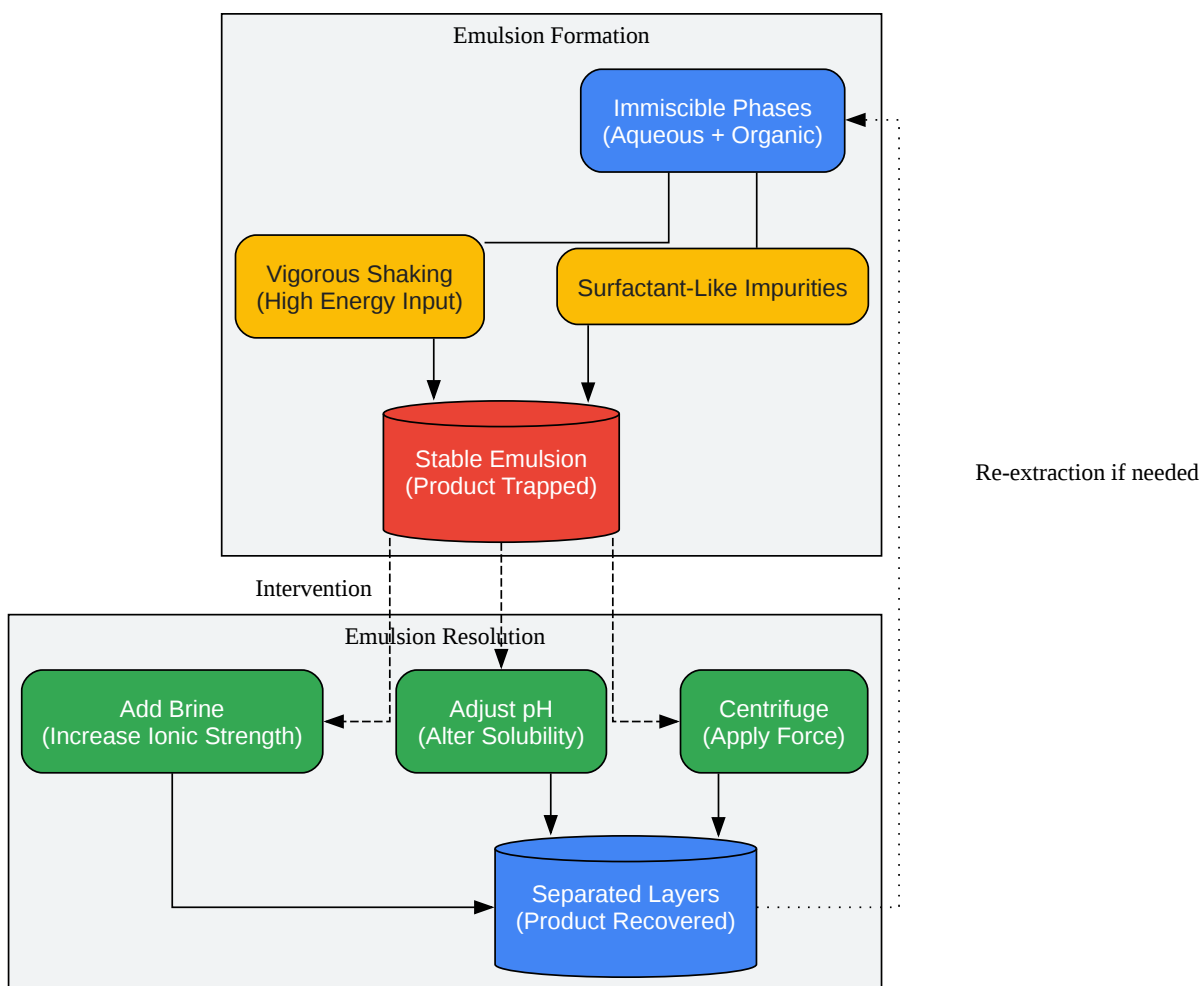 Emulsion Formation
Immiscible Phases
(Aqueous + Organic)
Vigorous Shaking
(High Energy Input)
Surfactant-Like Impurities
Stable Emulsion
(Product Trapped)
Re-extraction if needed
Intervention
Emulsion Resolution
Add Brine
(Increase Ionic Strength)
Adjust pH
(Alter Solubility)
Centrifuge
(Apply Force)
Separated Layers
(Product Recovered)